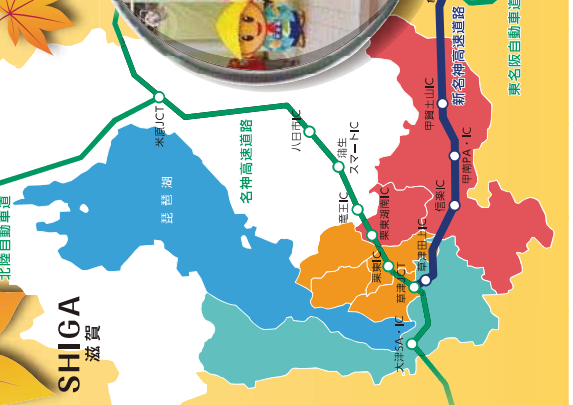 SHIGA
滋賀
北陸自動車道
琵琶湖
米原JCT
名神高速道路
八日市IC
蒲生
スマートIC
竜王IC
栗東湖南IC
栗東IC
草津JCT
草津田上IC
大津SA・IC
信楽IC
甲南PA・IC
甲賀土山IC
新名神高速道路
東名阪自動車道